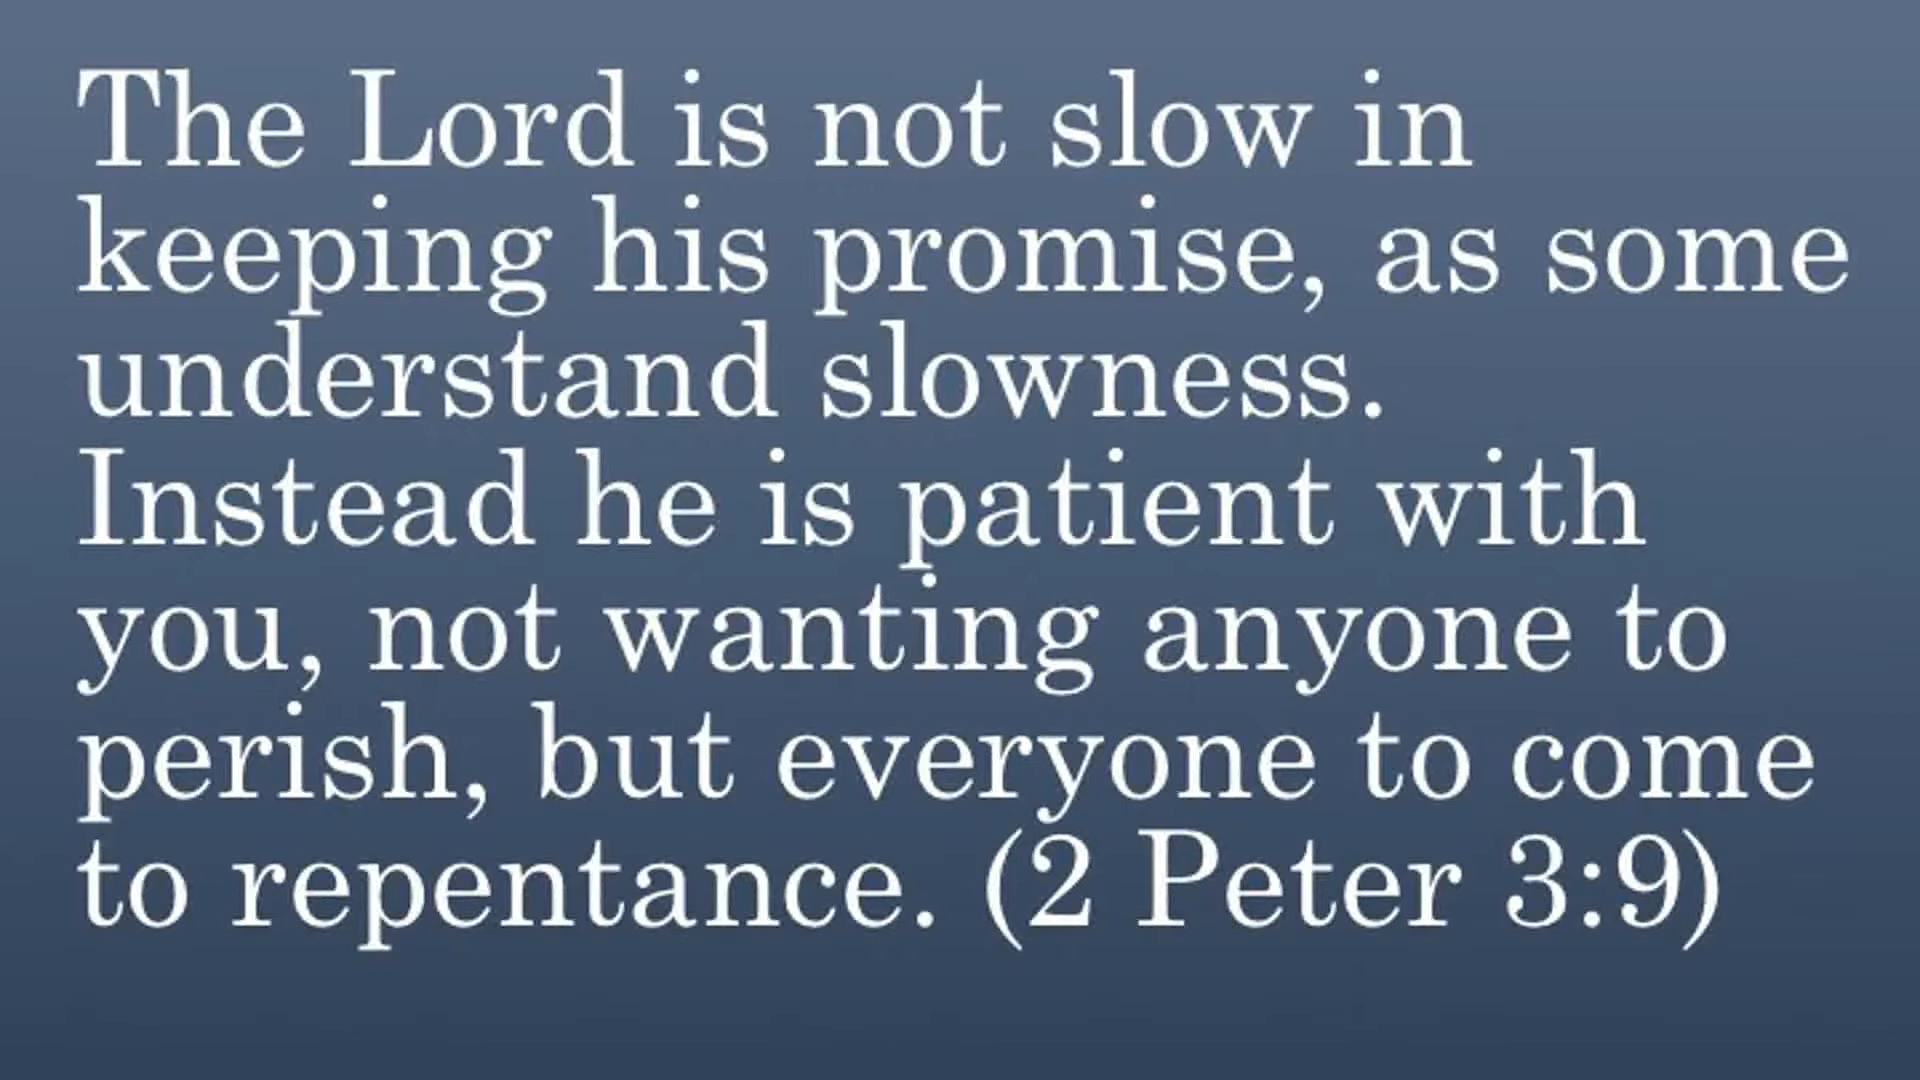 The Lord is not slow in
keeping his promise, as some
understand slowness.
Instead he is patient with
you, not wanting anyone to
perish, but everyone to come
to repentance. (2 Peter 3:9)